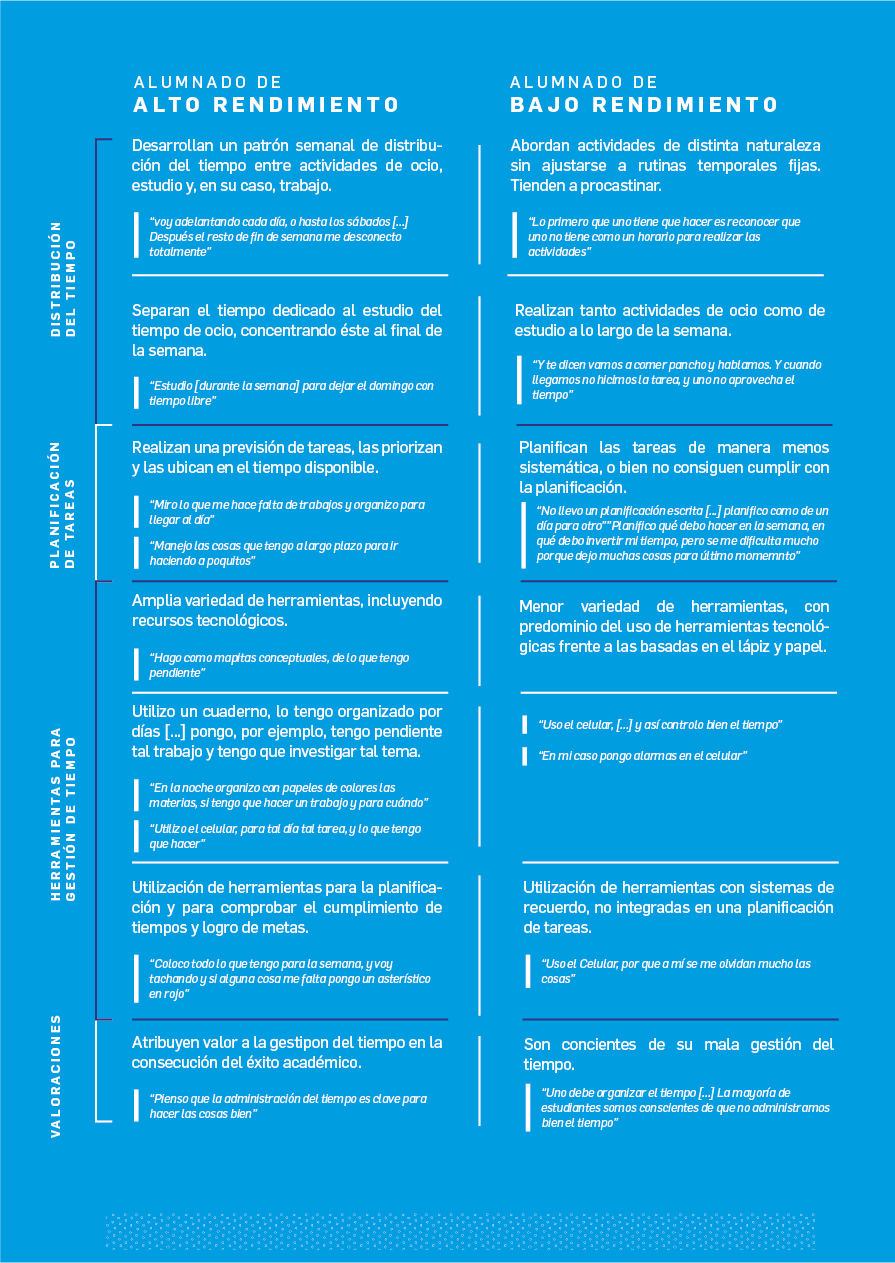 ALUMNADO DE
ALTO RENDIMIENTO
ALUMNADO DE
BAJO RENDIMIENTO
DISTRIBUCIÓN
DEL TIEMPO
Desarrollan un patrón semanal de distribu-
ción del tiempo entre actividades de ocio,
estudio y, en su caso, trabajo.
"voy adelantando cada día, o hasta los sábados [...]
Después el resto de fin de semana me desconecto
totalmente"
Abordan actividades de distinta naturaleza
sin ajustarse a rutinas temporales fijas.
Tienden a procastinar.
"Lo primero que uno tiene que hacer es reconocer que
uno no tiene como un horario para realizar las
actividades"
Separan el tiempo dedicado al estudio del
tiempo de ocio, concentrando éste al final de
la semana.
"Estudio [durante la semana] para dejar el domingo con
tiempo libre"
Realizan tanto actividades de ocio como de
estudio a lo largo de la semana.
"Y te dicen vamos a comer pancho y hablamos. Y cuando
llegamos no hicimos la tarea, y uno no aprovecha el
tiempo"
PLANIFICACIÓN
DE TAREAS
Realizan una previsión de tareas, las priorizan
y las ubican en el tiempo disponible.
"Miro lo que me hace falta de trabajos y organizo para
llegar al día"
"Manejo las cosas que tengo a largo plazo para ir
haciendo a poquitos"
Planifican las tareas de manera menos
sistemática, o bien no consiguen cumplir con
la planificación.
"No llevo un planificación escrita [...] planifico como de un
día para otro""Planifico qué debo hacer en la semana, en
qué debo invertir mi tiempo, pero se me dificulta mucho
porque dejo muchas cosas para último momemnto"
HERRAMIENTAS PARA
GESTIÓN DE TIEMPO
Amplia variedad de herramientas, incluyendo
recursos tecnológicos.
"Hago como mapitas conceptuales, de lo que tengo
pendiente"
Menor variedad de herramientas, con
predominio del uso de herramientas tecnoló-
gicas frente a las basadas en el lápiz y papel.
Utilizo un cuaderno, lo tengo organizado por
días [...] pongo, por ejemplo, tengo pendiente
tal trabajo y tengo que investigar tal tema.
"En la noche organizo con papeles de colores las
materias, si tengo que hacer un trabajo y para cuándo"
"Utilizo el celular, para tal día tal tarea, y lo que tengo
que hacer"
"Uso el celular, [...] y así controlo bien el tiempo"
"En mi caso pongo alarmas en el celular"
Utilización de herramientas para la planifica-
ción y para comprobar el cumplimiento de
tiempos y logro de metas.
"Coloco todo lo que tengo para la semana, y voy
tachando y si alguna cosa me falta pongo un asterístico
en rojo"
Utilización de herramientas con sistemas de
recuerdo, no integradas en una planificación
de tareas.
"Uso el Celular, por que a mí se me olvidan mucho las
cosas"
VALORACIONES
Atribuyen valor a la gestipon del tiempo en la
consecución del éxito académico.
"Pienso que la administración del tiempo es clave para
hacer las cosas bien"
Son concientes de su mala gestión del
tiempo.
"Uno debe organizar el tiempo [...] La mayoría de
estudiantes somos conscientes de que no administramos
bien el tiempo"